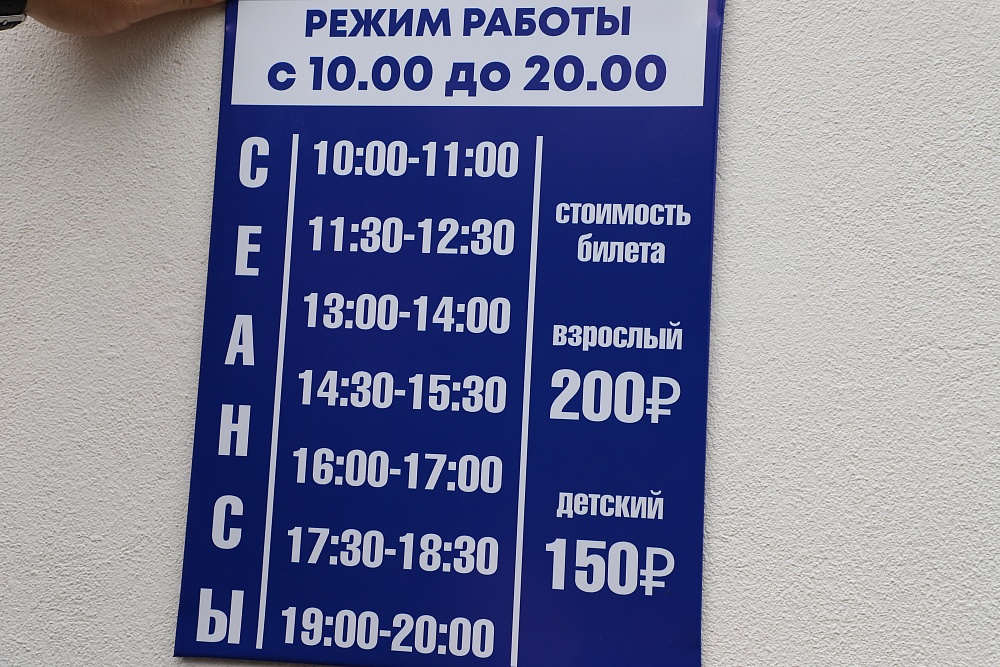 РЕЖИМ РАБОТЫ
с 10.00 до 20.00
СЕАНСЫ
10:00-11:00
11:30-12:30
13:00-14:00
14:30-15:30
16:00-17:00
17:30-18:30
19:00-20:00
стоимость
билета
взрослый
200₽
детский
150₽